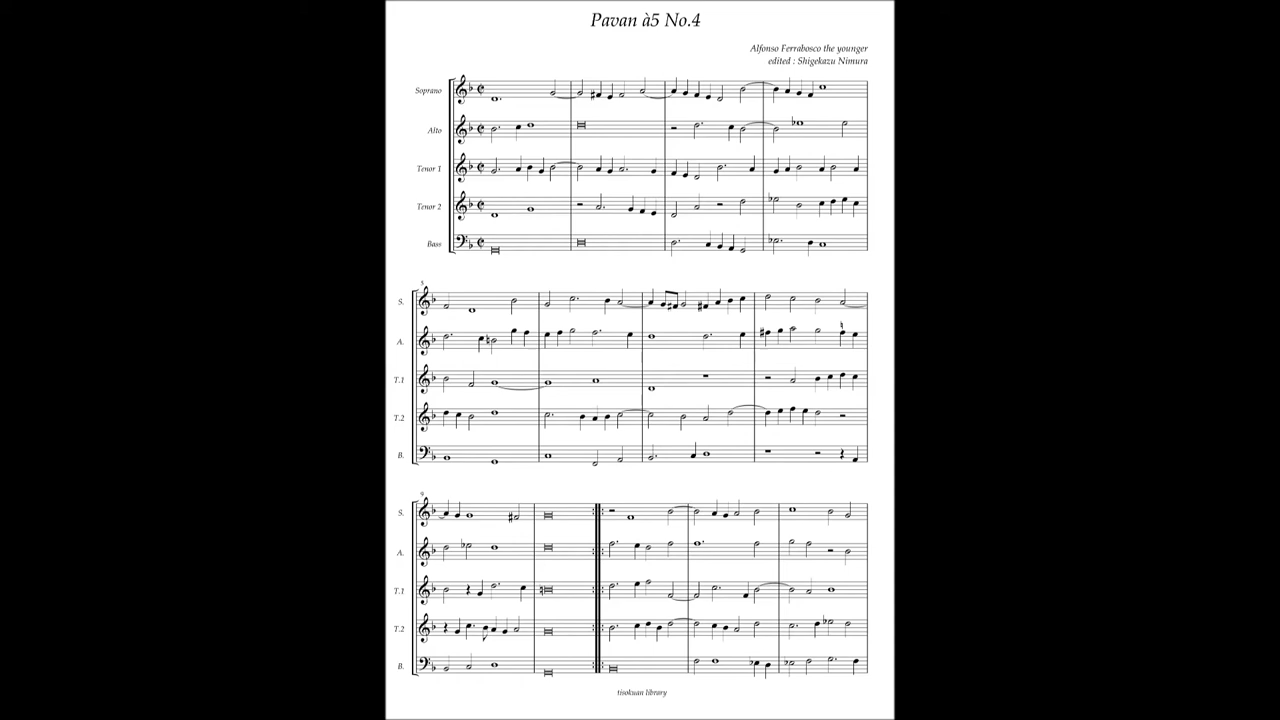 Pavan à5 No.4
Alfonso Ferrabosco the younger
edited : Shigekazu Nimura
Soprano
Alto
Tenor 1
Tenor 2
Bass
5
S.
A.
T.1
T.2
B.
9
S.
A.
T.1
T.2
B.
tisokuan library